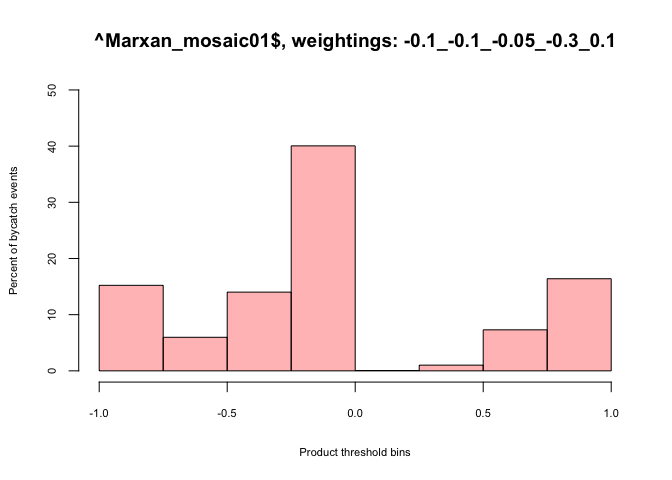 ^Marxan_mosaic01$, weightings: -0.1_-0.1_-0.05_-0.3_0.1
50
40
30
20
10
0
Percent of bycatch events
-1.0 -0.5 0.0 0.5 1.0
Product threshold bins